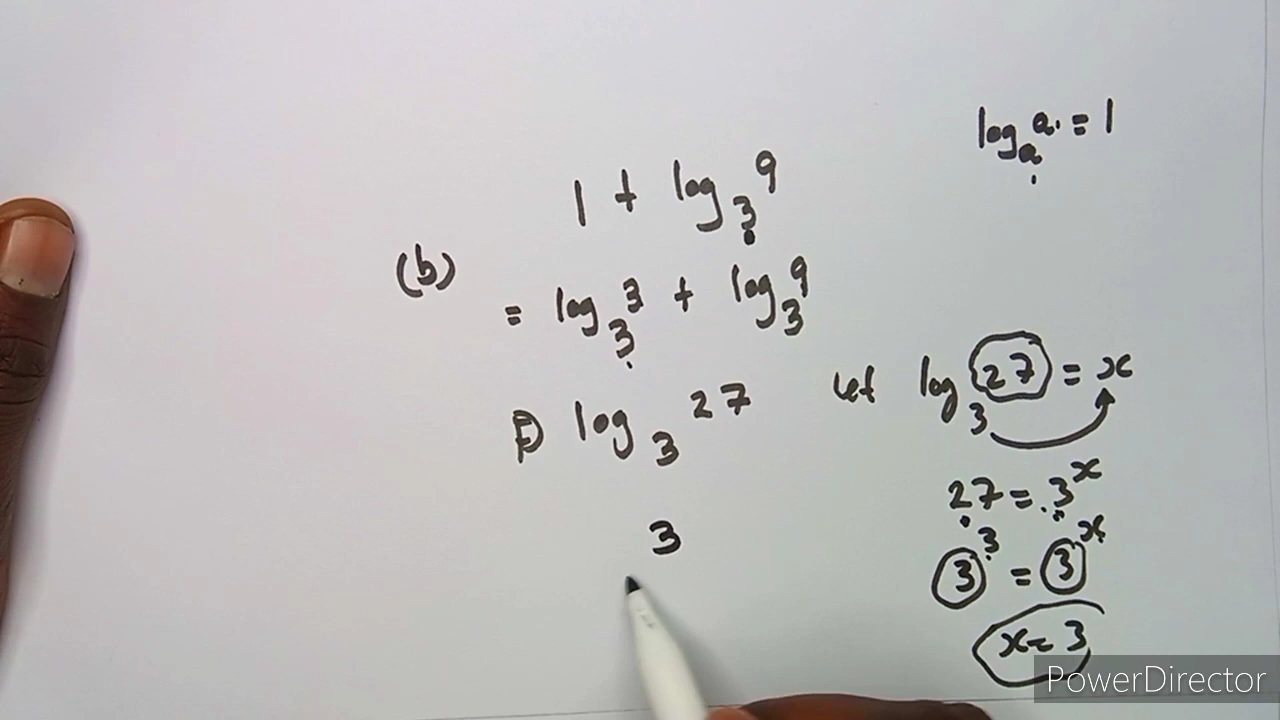 log_a a = 1
1 + log_3 9
(b)
= log_3 3 + log_3 9
log_3 27
let log_3 27 = x
27 = 3^x
3^3 = 3^x
3
x = 3
PowerDirector